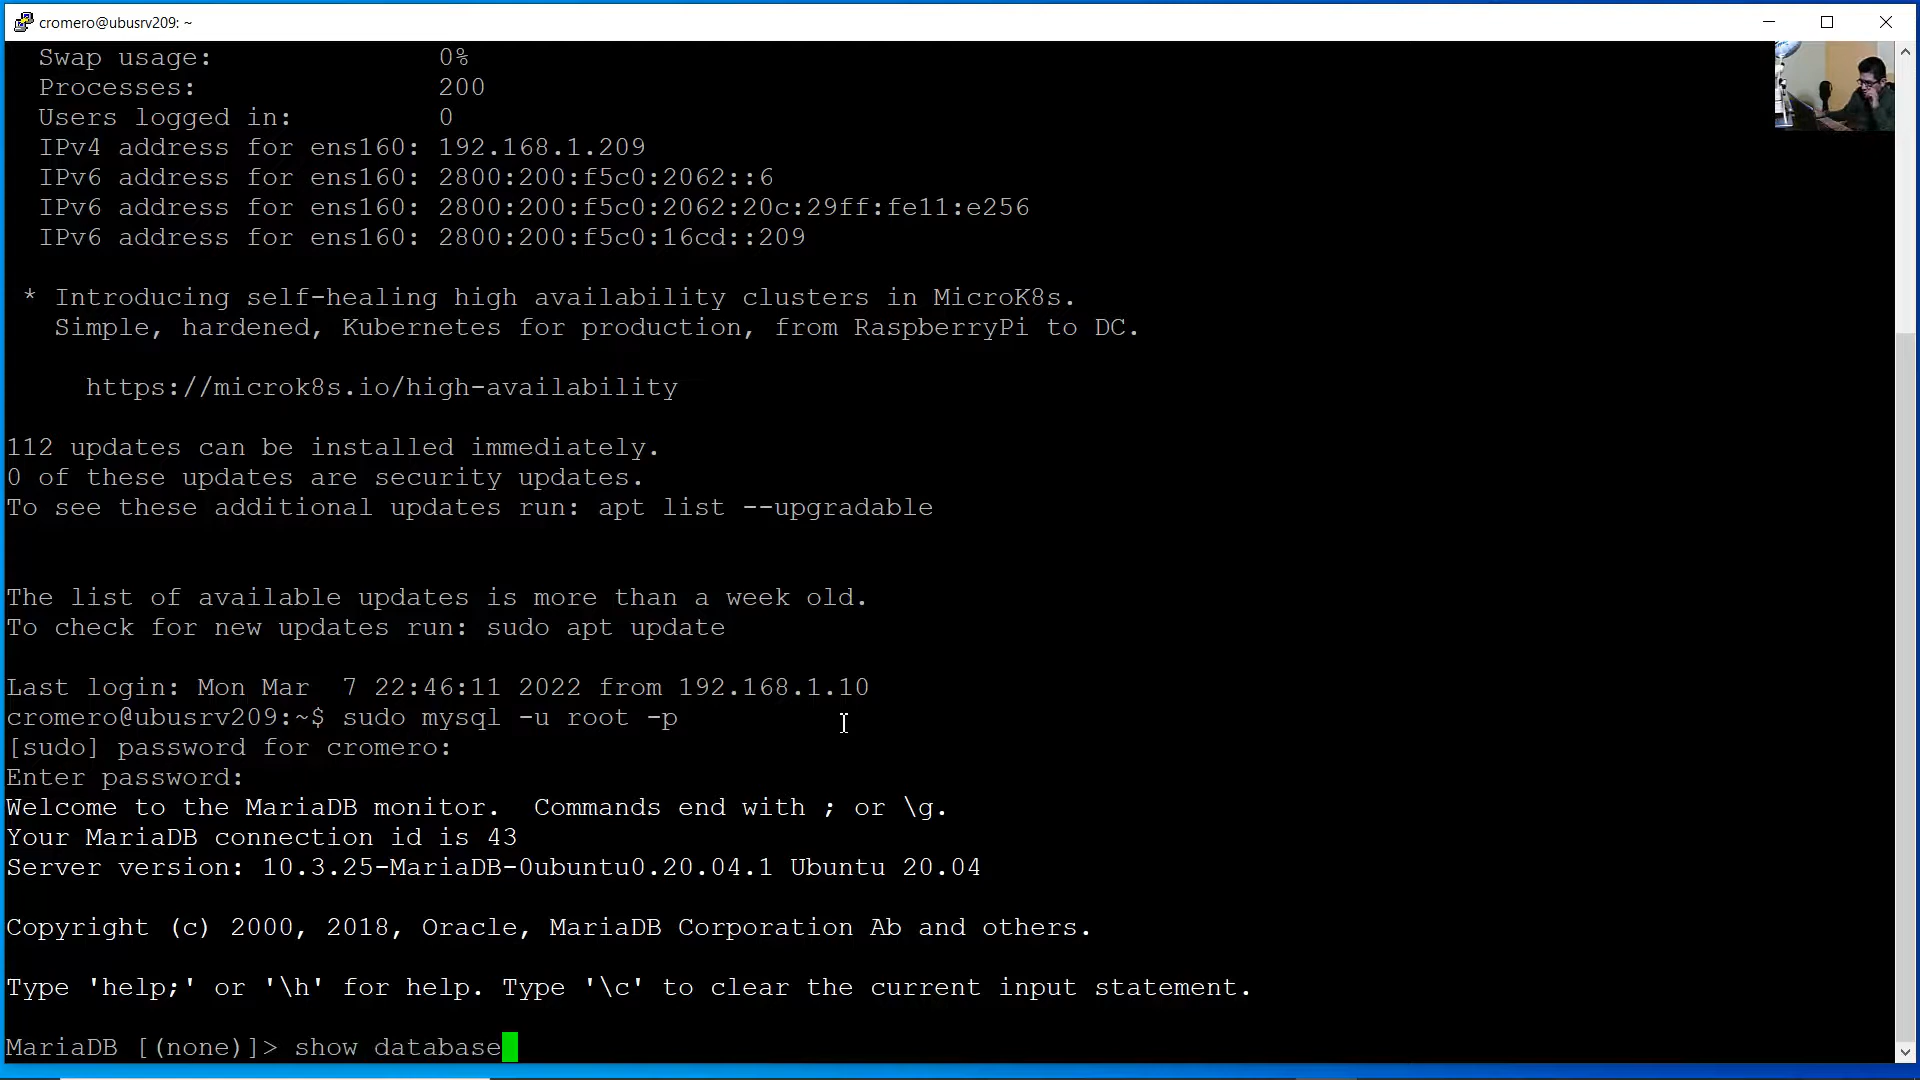 cromero@ubusrv209: ~
Swap usage: 0%
Processes: 200
Users logged in: 0
IPv4 address for ens160: 192.168.1.209
IPv6 address for ens160: 2800:200:f5c0:2062::6
IPv6 address for ens160: 2800:200:f5c0:2062:20c:29ff:fe11:e256
IPv6 address for ens160: 2800:200:f5c0:16cd::209
* Introducing self-healing high availability clusters in MicroK8s.
Simple, hardened, Kubernetes for production, from RaspberryPi to DC.
https://microk8s.io/high-availability
112 updates can be installed immediately.
0 of these updates are security updates.
To see these additional updates run: apt list --upgradable
The list of available updates is more than a week old.
To check for new updates run: sudo apt update
Last login: Mon Mar  7 22:46:11 2022 from 192.168.1.10
cromero@ubusrv209:~$ sudo mysql -u root -p
[sudo] password for cromero:
Enter password:
Welcome to the MariaDB monitor.  Commands end with ; or \g.
Your MariaDB connection id is 43
Server version: 10.3.25-MariaDB-0ubuntu0.20.04.1 Ubuntu 20.04
Copyright (c) 2000, 2018, Oracle, MariaDB Corporation Ab and others.
Type 'help;' or '\h' for help. Type '\c' to clear the current input statement.
MariaDB [(none)]> show database